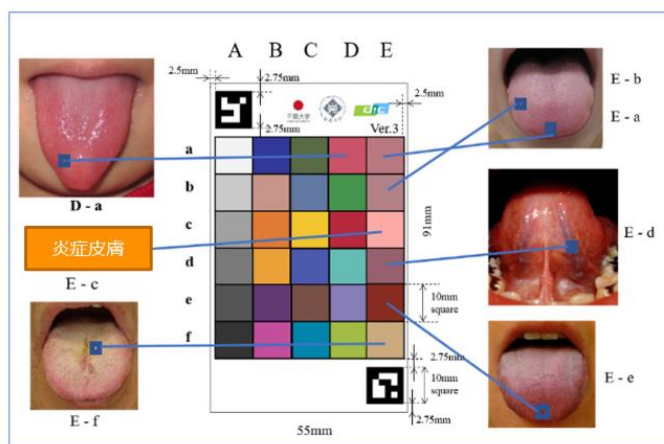 A B C D E
2.5mm
2.75mm
2.5mm
2.75mm
Ver.3
a
b
c
d
e
f
91mm
10mm
square
2.75mm
10mm
square
2.75mm
55mm
D - a
炎症皮膚
E - c
E - f
E - b
E - a
E - d
E - e
dic